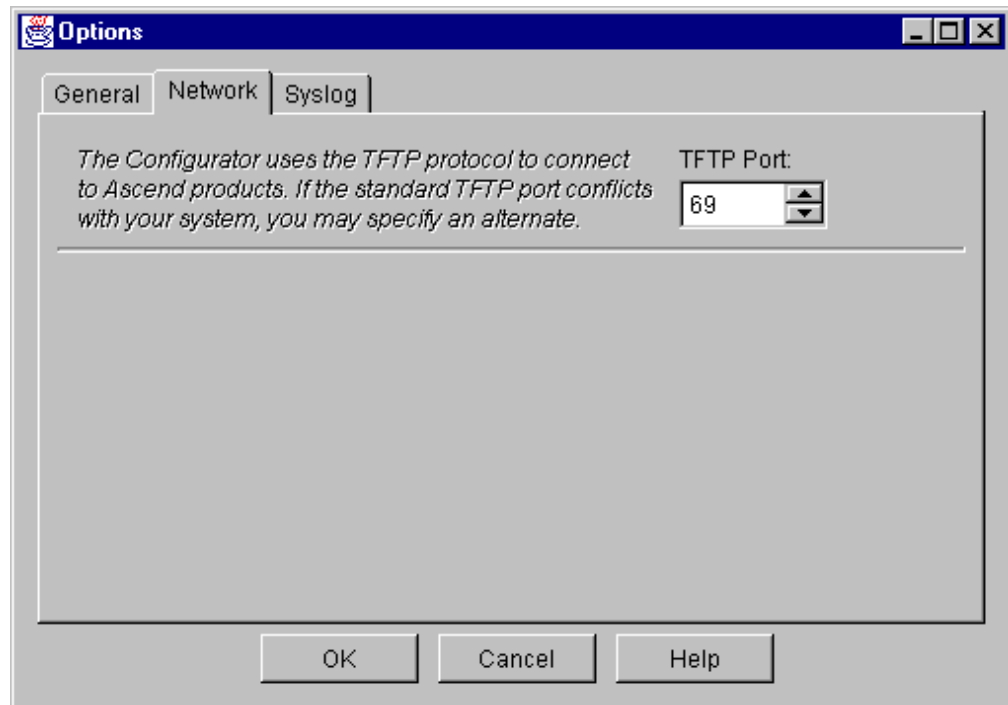 Options
General Network Syslog
The Configurator uses the TFTP protocol to connect
to Ascend products. If the standard TFTP port conflicts
with your system, you may specify an alternate.
TFTP Port:
69
OK Cancel Help